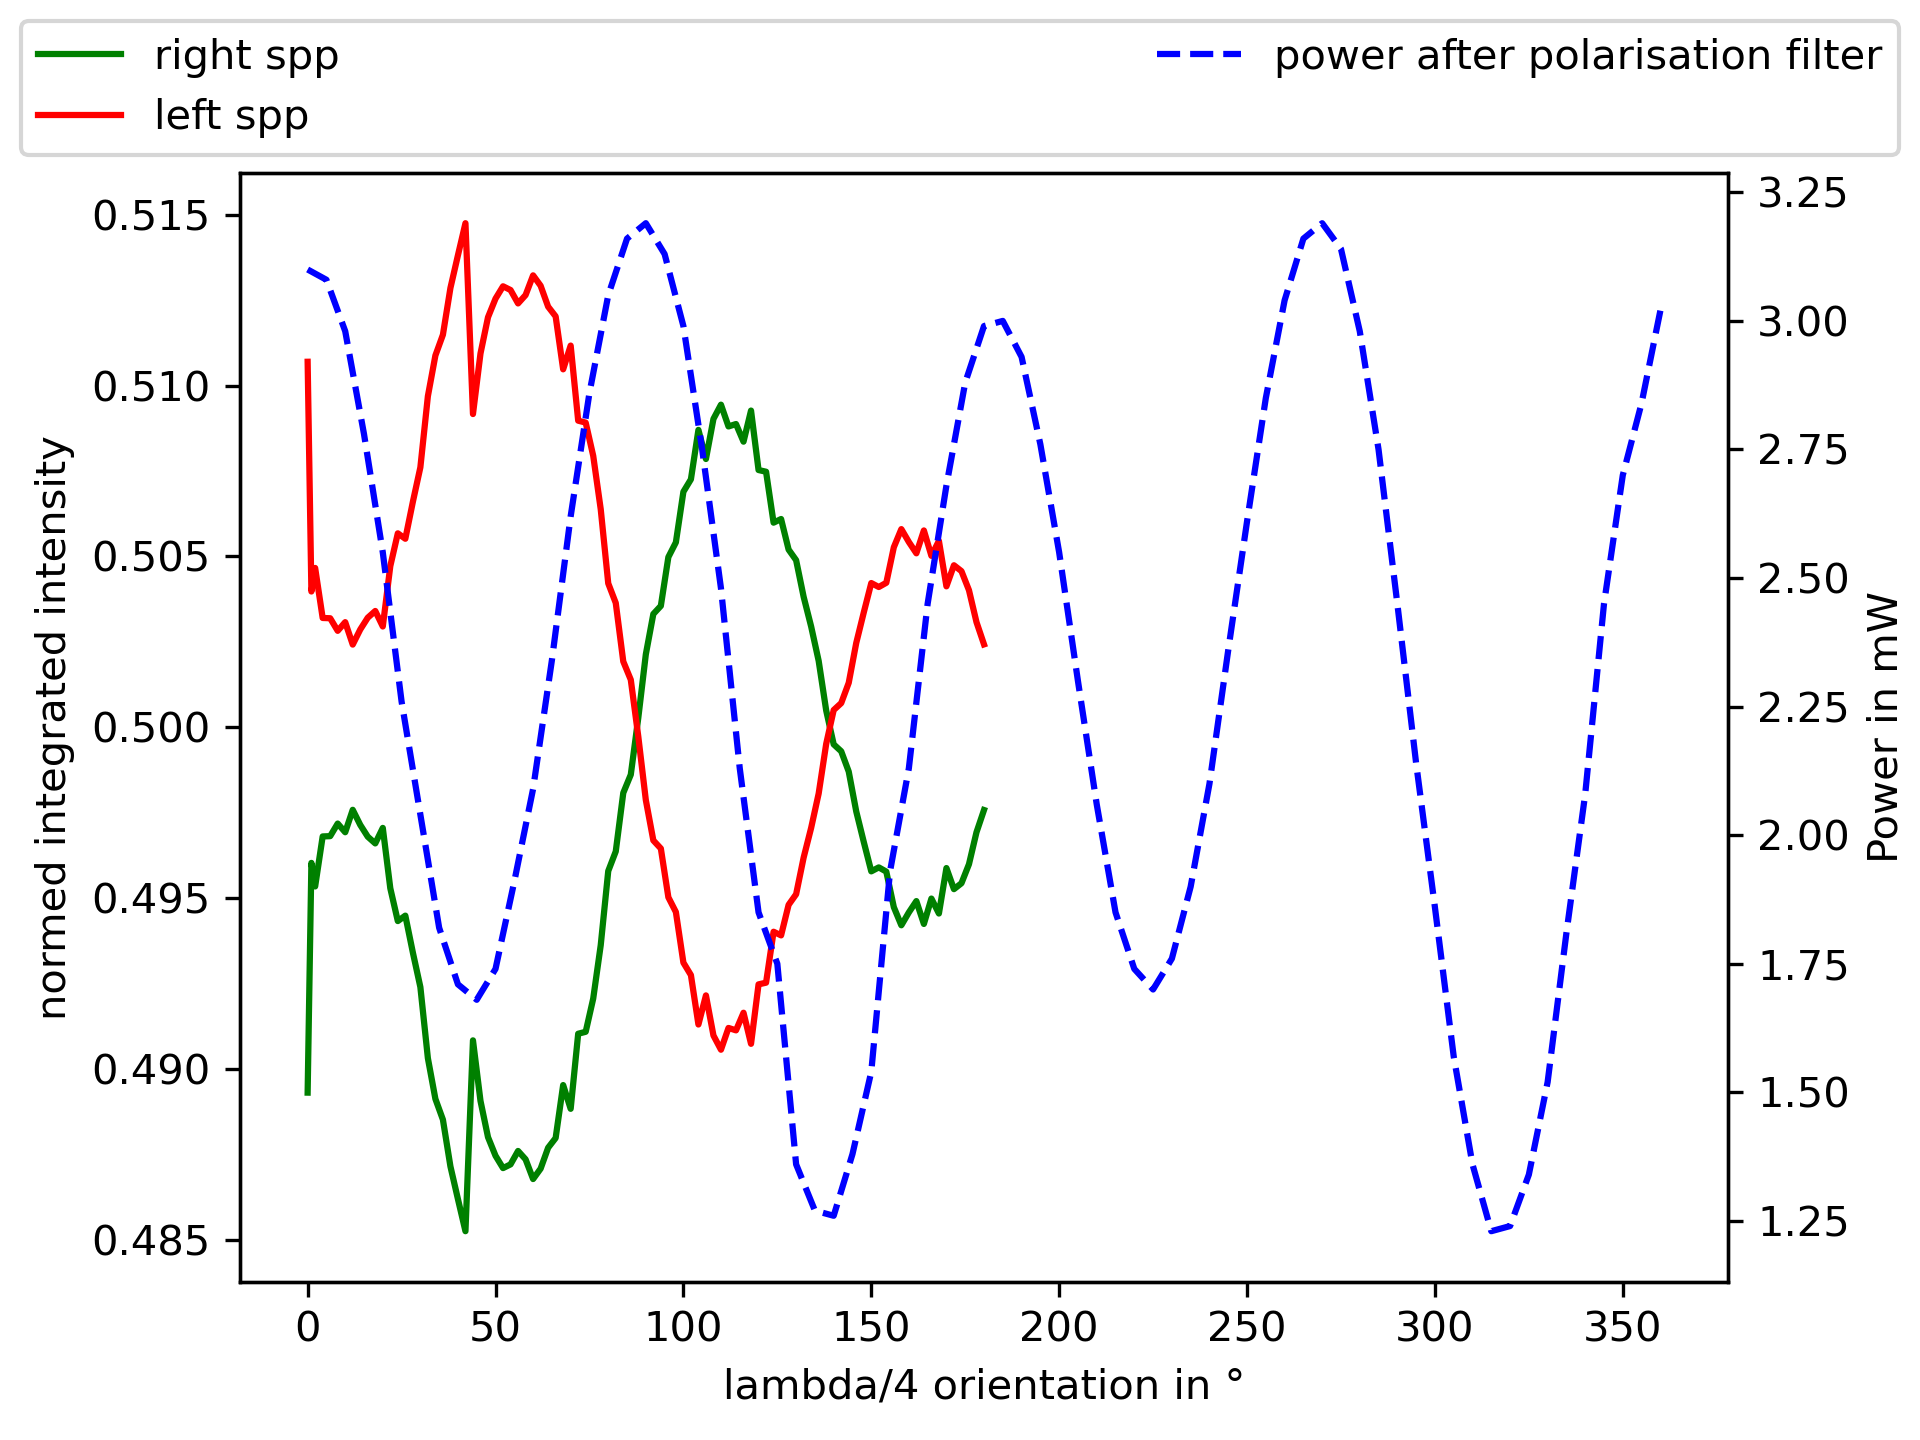 right spp
left spp
power after polarisation filter
0.515
0.510
0.505
0.500
0.495
0.490
0.485
normed integrated intensity
3.25
3.00
2.75
2.50
2.25
2.00
1.75
1.50
1.25
Power in mW
0 50 100 150 200 250 300 350
lambda/4 orientation in °